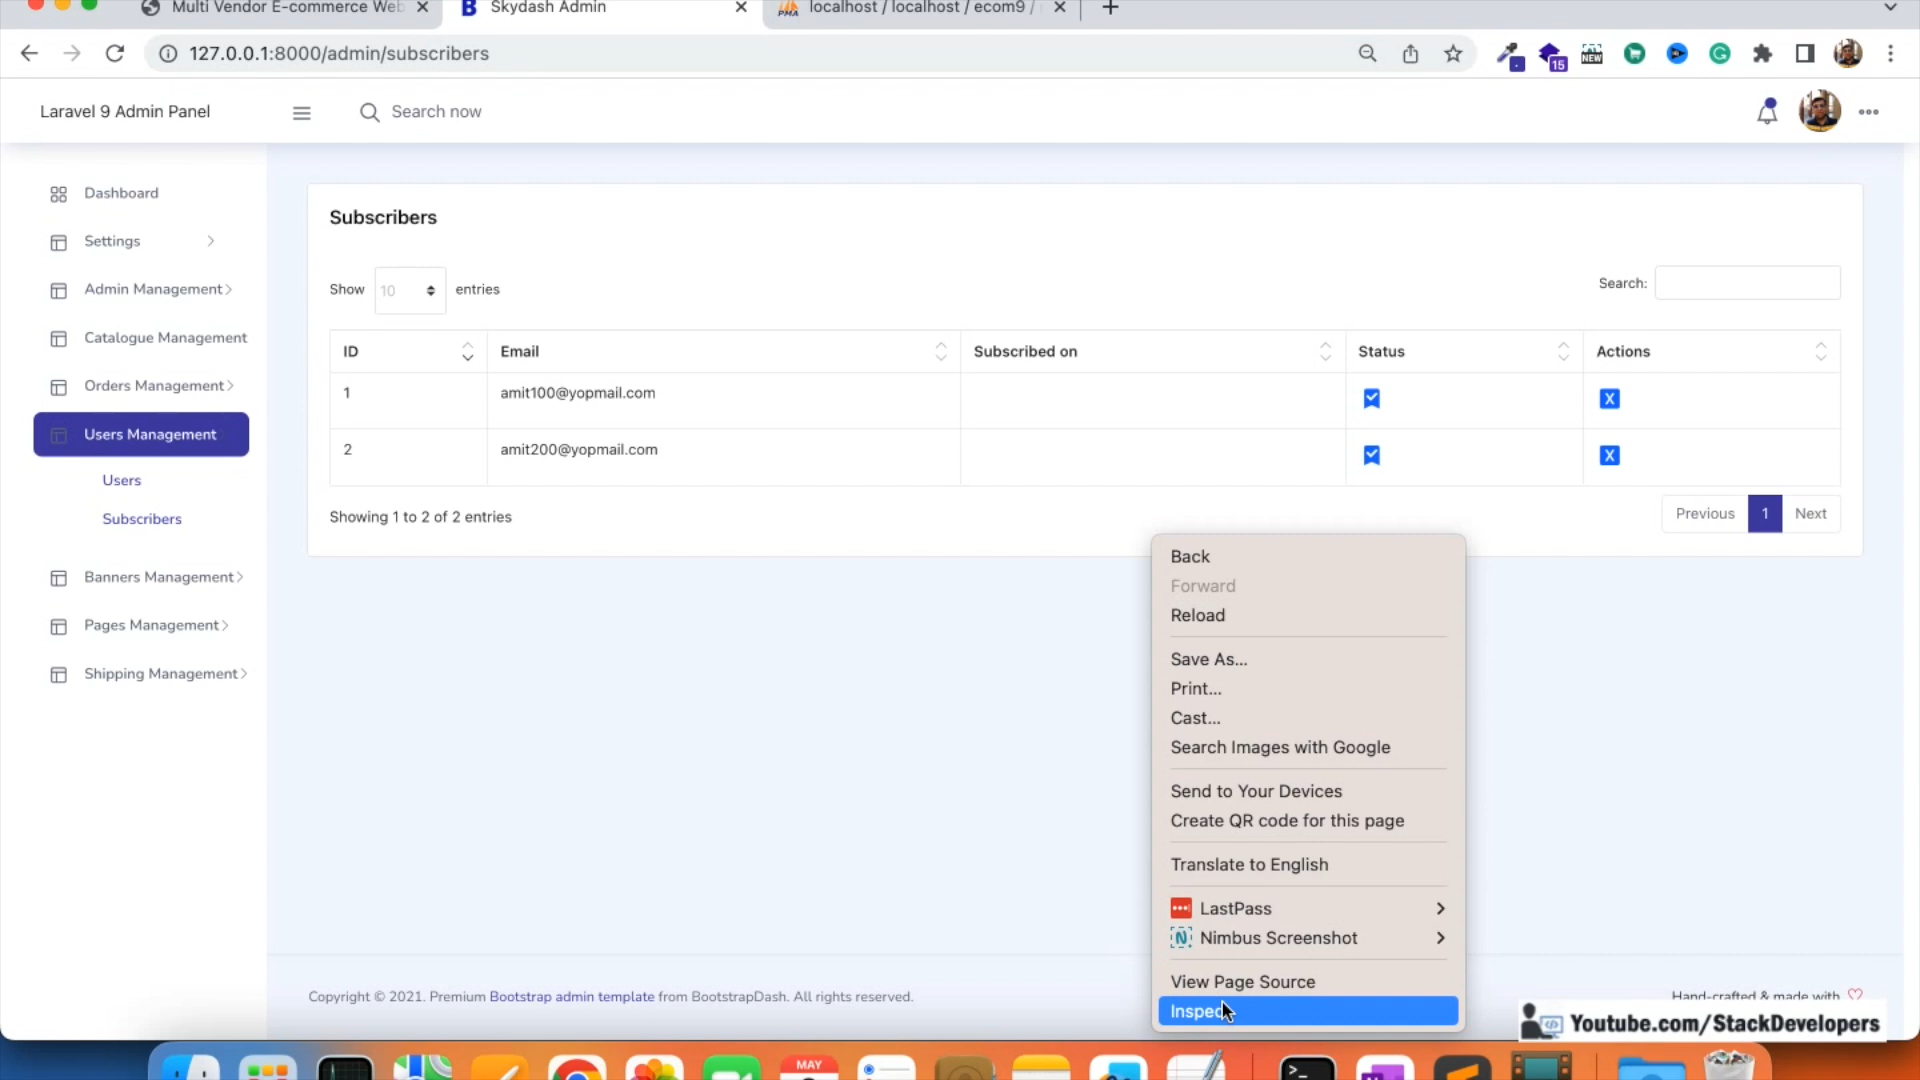 Multi Vendor E-commerce Web
Skydash Admin
localhost / localhost / ecom9 /
127.0.0.1:8000/admin/subscribers
15
NEW
Laravel 9 Admin Panel
Search now
Dashboard
Settings
Admin Management
Catalogue Management
Orders Management
Users Management
Users
Subscribers
Banners Management
Pages Management
Shipping Management
Subscribers
Show 10 entries
Search:
ID Email Subscribed on Status Actions
1 amit100@yopmail.com X
2 amit200@yopmail.com X
Showing 1 to 2 of 2 entries
Previous 1 Next
Back
Forward
Reload
Save As...
Print...
Cast...
Search Images with Google
Send to Your Devices
Create QR code for this page
Translate to English
LastPass
Nimbus Screenshot
View Page Source
Inspect
Copyright © 2021. Premium Bootstrap admin template from BootstrapDash. All rights reserved.
Hand-crafted & made with
Youtube.com/StackDevelopers
MAY